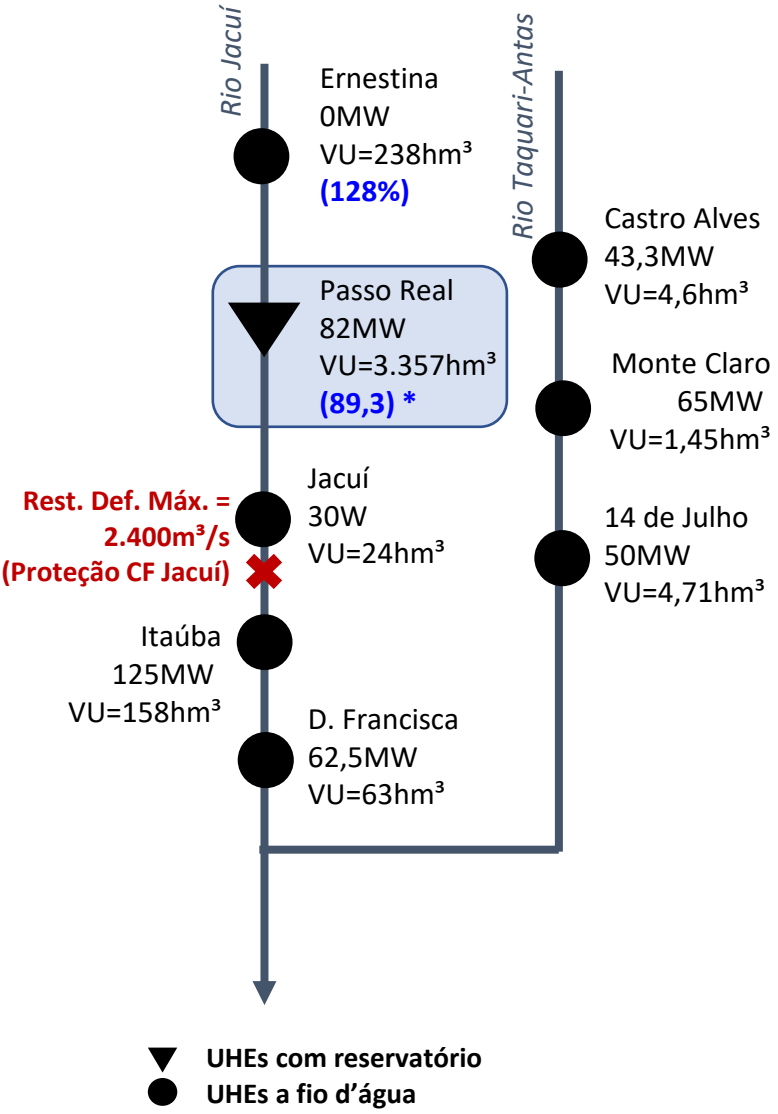 Rio Jacuí
Ernestina
0MW
VU=238hm³
(128%)
Passo Real
82MW
VU=3.357hm³
(89,3) *
Rest. Def. Máx. =
2.400m³/s
(Proteção CF Jacuí)
Jacuí
30W
VU=24hm³
Itaúba
125MW
VU=158hm³
D. Francisca
62,5MW
VU=63hm³
Rio Taquari-Antas
Castro Alves
43,3MW
VU=4,6hm³
Monte Claro
65MW
VU=1,45hm³
14 de Julho
50MW
VU=4,71hm³
UHEs com reservatório
UHEs a fio d’água